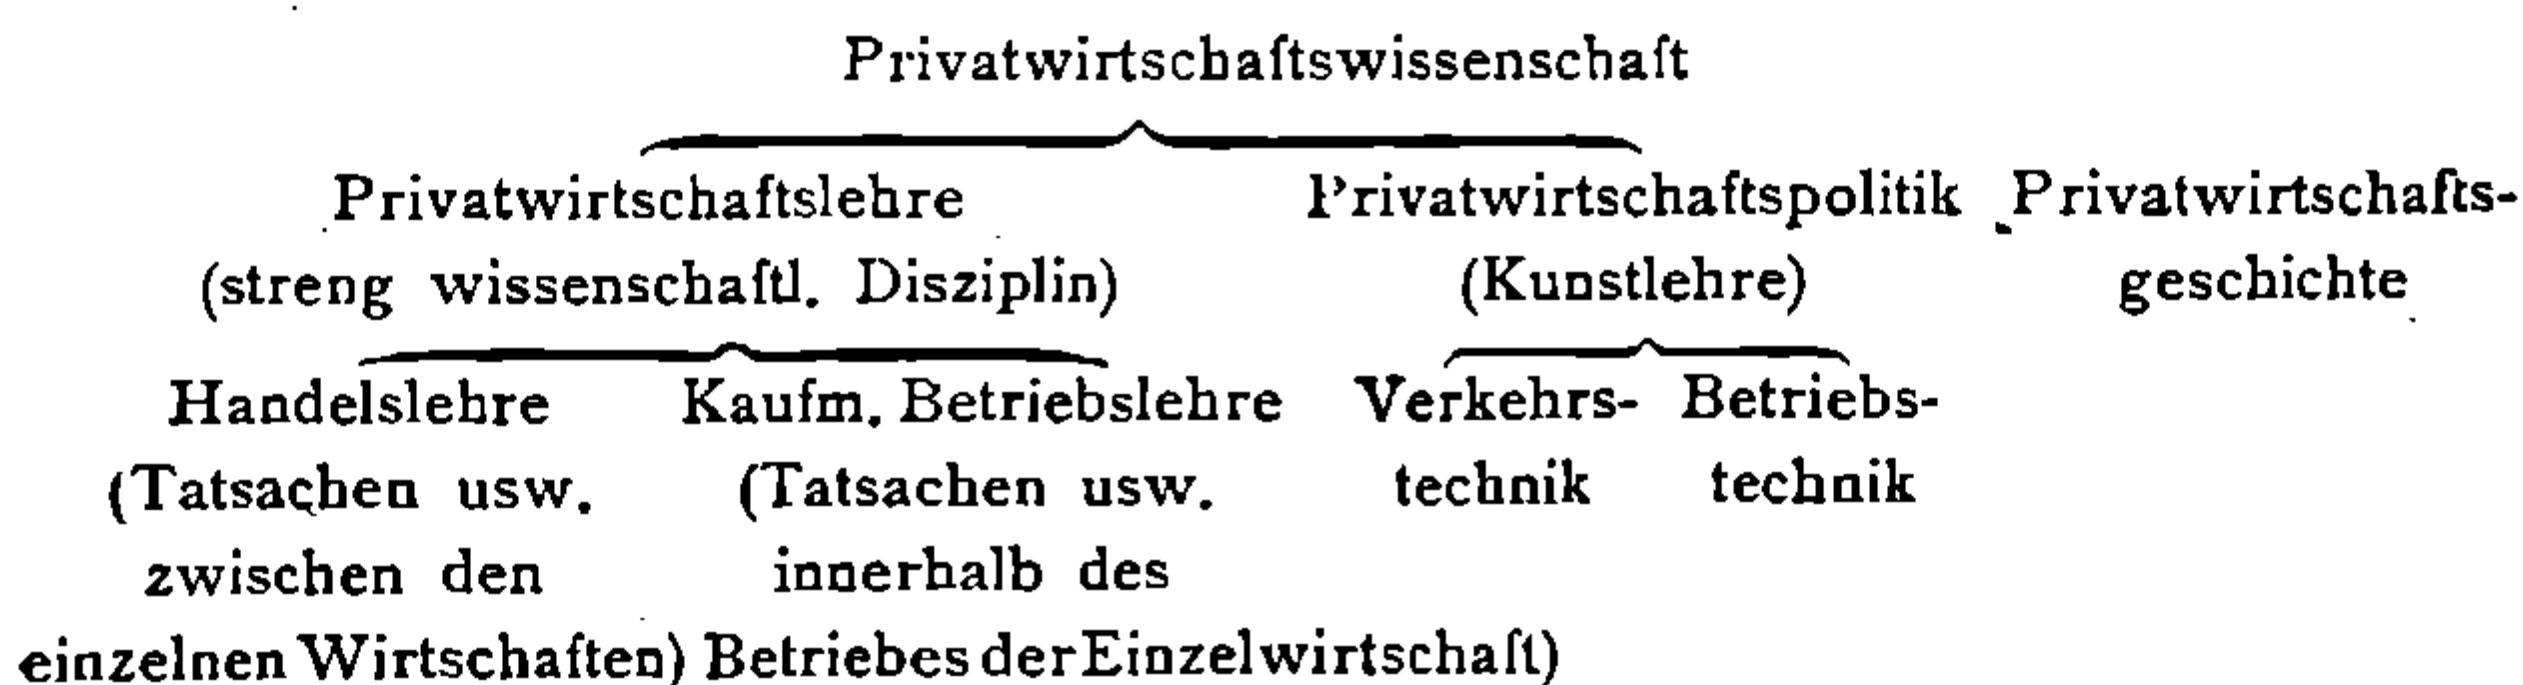 Privatwirtschaftswissenschaft
Privatwirtschaftslehre Privatwirtschaftspolitik Privatwirtschafts-
(streng wissenschaftl. Disziplin) (Kunstlehre) geschichte
Handelslehre Kaufm. Betriebslehre Verkehrs- Betriebs-
(Tatsachen usw. (Tatsachen usw. technik technik
zwischen den innerhalb des
einzelnen Wirtschaften) Betriebes der Einzelwirtschaft)